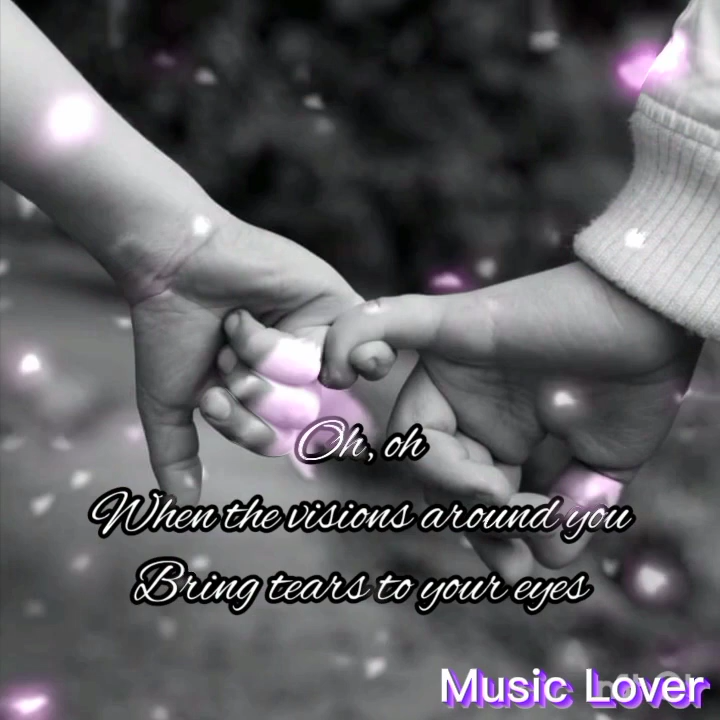 Oh, oh
When the visions around you
Bring tears to your eyes
Music Lover